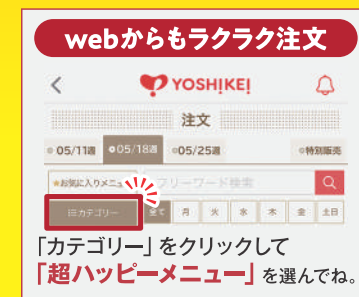 webからもラクラク注文
YOSHIKEI
注文
05/11週 05/18週 05/25週 特別販売
★お気に入りメニュ フリーワード検索
カテゴリー 全て 月 火 水 木 金 土日
「カテゴリー」をクリックして
「超ハッピーメニュー」を選んでね。